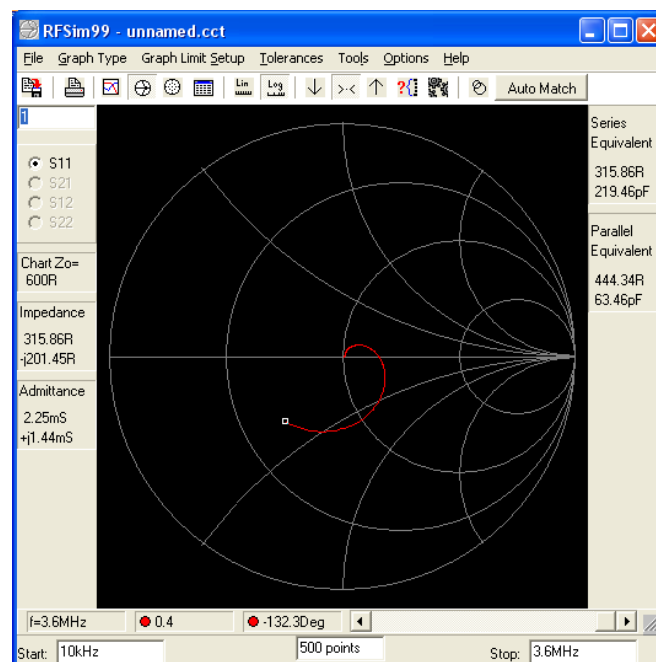 RFSim99 - unnamed.cct
File Graph Type Graph Limit Setup Tolerances Tools Options Help
Lin Log ?{} Auto Match
1
S11
S21
S12
S22
Chart Zo=
600R
Impedance
315.86R
-j201.45R
Admittance
2.25mS
+j1.44mS
Series
Equivalent
315.86R
219.46pF
Parallel
Equivalent
444.34R
63.46pF
f=3.6MHz 0.4 -132.3Deg
Start: 10kHz 500 points Stop: 3.6MHz